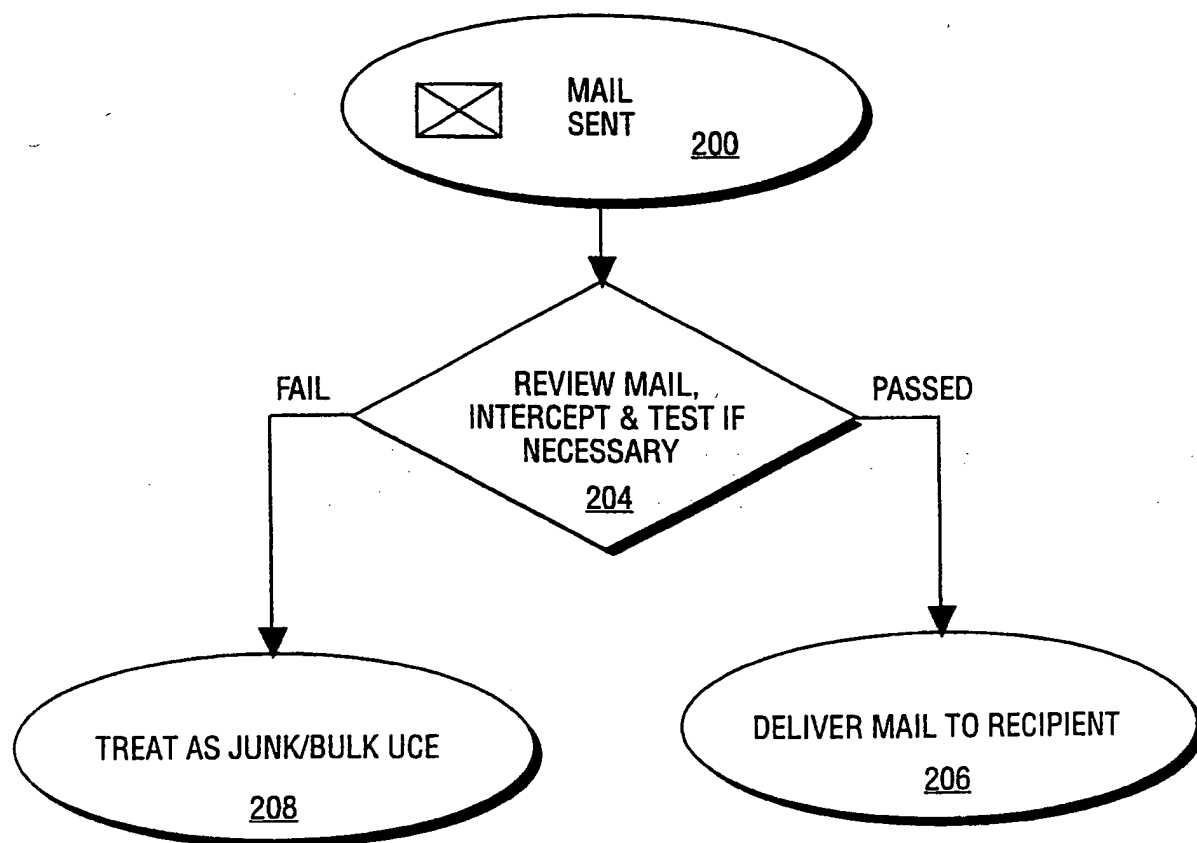 MAIL
SENT
200
FAIL
REVIEW MAIL,
INTERCEPT & TEST IF
NECESSARY
204
PASSED
TREAT AS JUNK/BULK UCE
208
DELIVER MAIL TO RECIPIENT
206